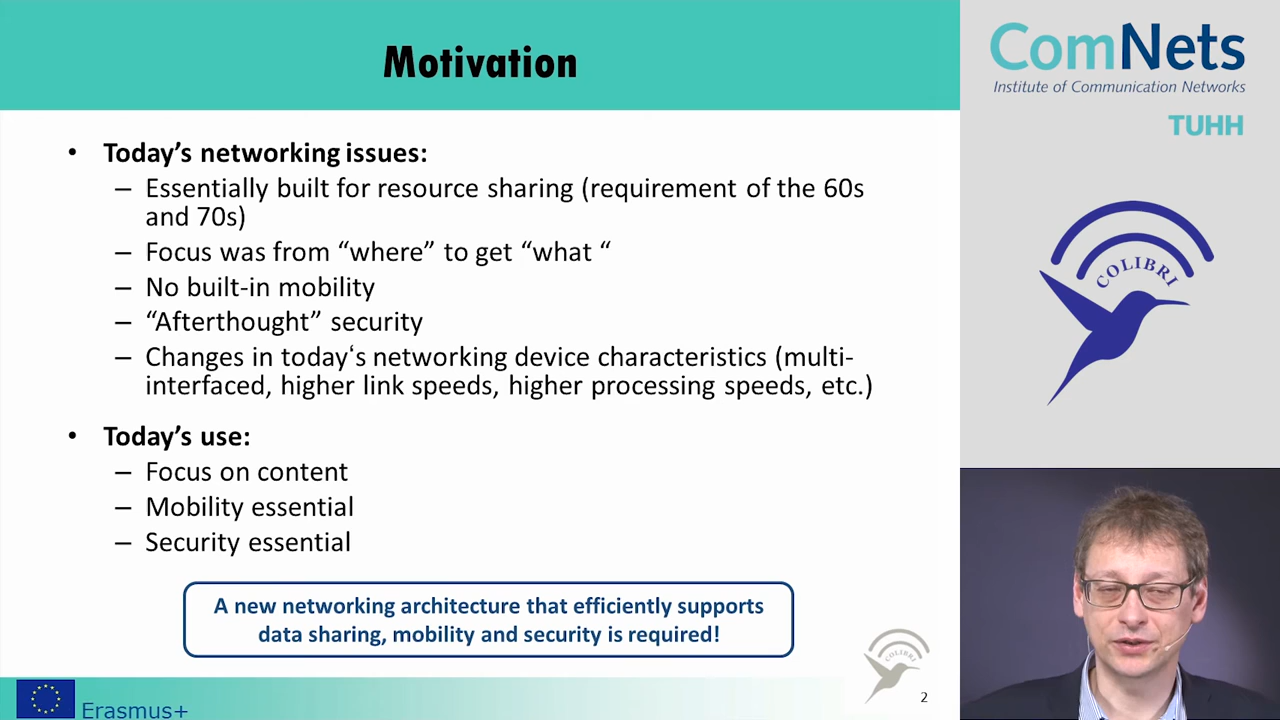 Motivation
• Today's networking issues:
– Essentially built for resource sharing (requirement of the 60s
and 70s)
– Focus was from “where” to get “what “
– No built-in mobility
– “Afterthought” security
– Changes in today‘s networking device characteristics (multi-
interfaced, higher link speeds, higher processing speeds, etc.)
• Today’s use:
– Focus on content
– Mobility essential
– Security essential
A new networking architecture that efficiently supports
data sharing, mobility and security is required!
COLIBRI
Erasmus+
2
ComNets
Institute of Communication Networks
TUHH
COLIBRI